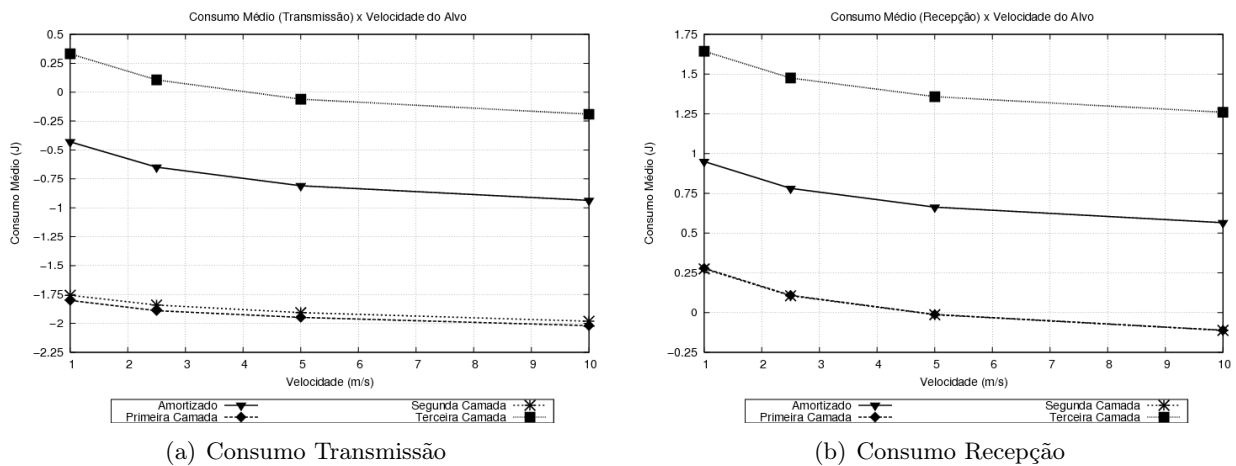 Consumo Médio (Transmissão) x Velocidade do Alvo
0.5
0.25
0
−0.25
−0.5
−0.75
−1
−1.25
−1.5
−1.75
−2
−2.25
Consumo Médio (J)
1 2 3 4 5 6 7 8 9 10
Velocidade (m/s)
Amortizado Segunda Camada
Primeira Camada Terceira Camada
(a) Consumo Transmissão
Consumo Médio (Recepção) x Velocidade do Alvo
1.75
1.5
1.25
1
0.75
0.5
0.25
0
−0.25
Consumo Médio (J)
1 2 3 4 5 6 7 8 9 10
Velocidade (m/s)
Amortizado Segunda Camada
Primeira Camada Terceira Camada
(b) Consumo Recepção